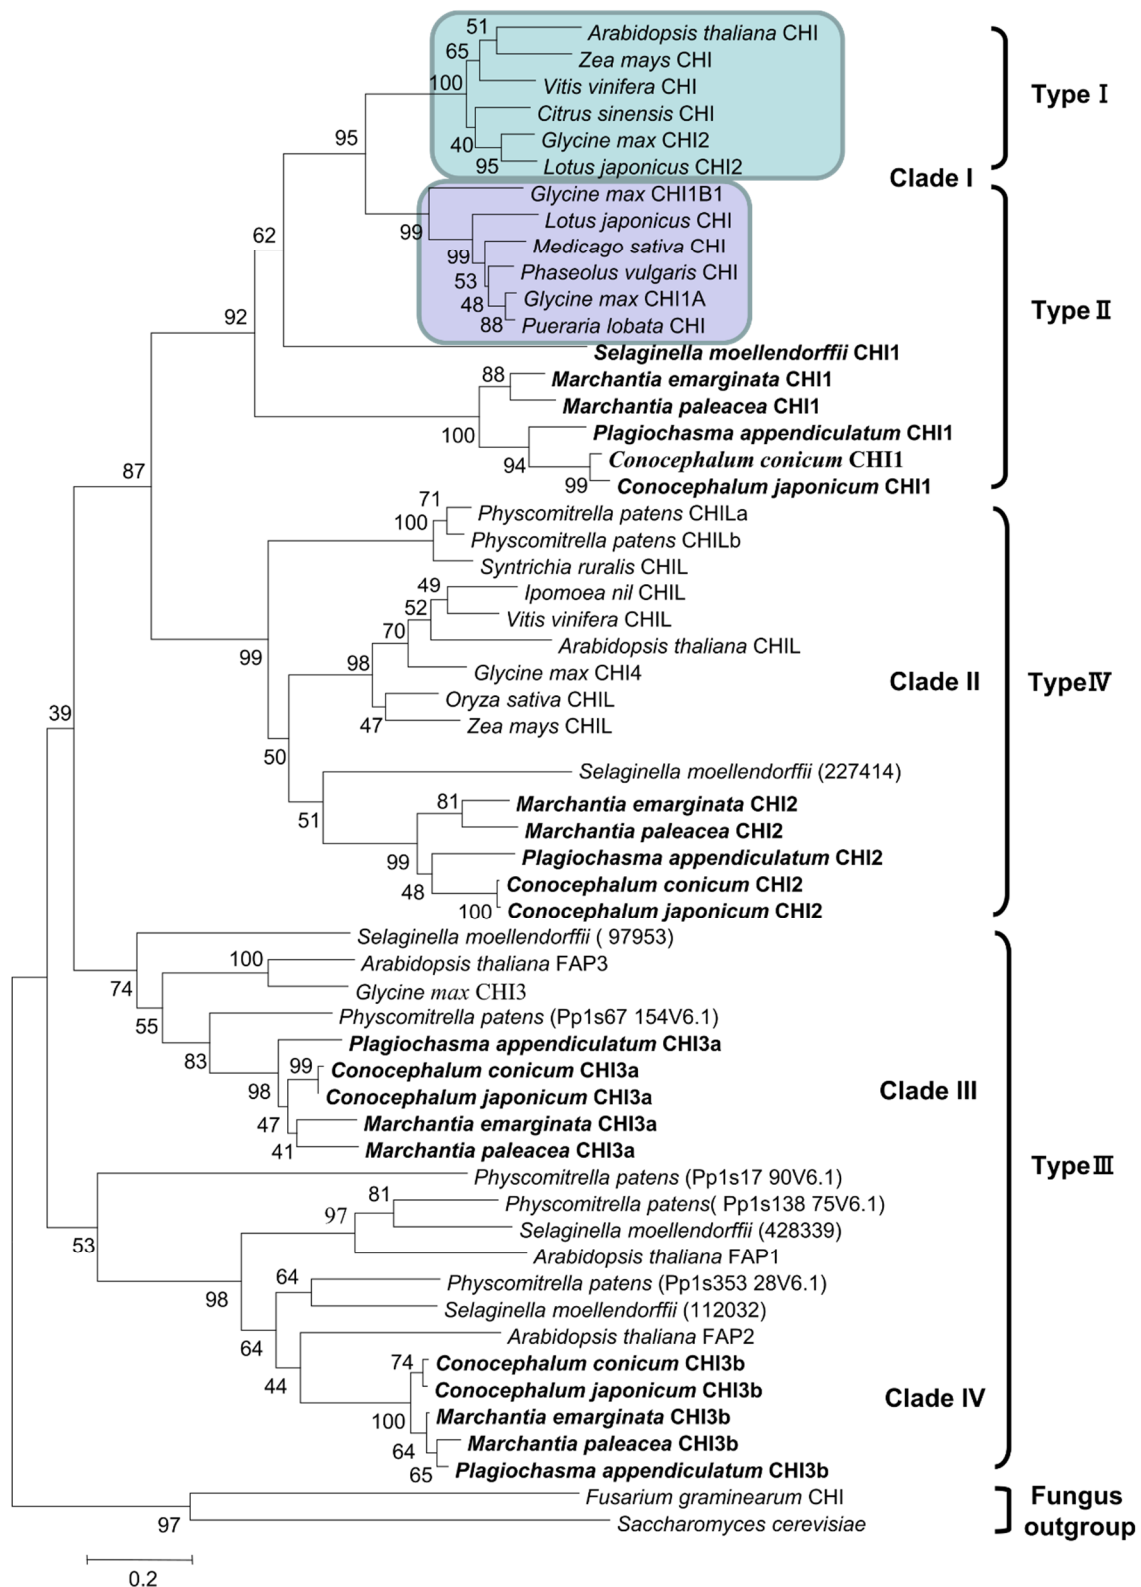 51
Arabidopsis thaliana CHI
65
Zea mays CHI
100
Vitis vinifera CHI
Type Ⅰ
Citrus sinensis CHI
95
40
Glycine max CHI2
95
Lotus japonicus CHI2
Clade I
Glycine max CHI1B1
99
Lotus japonicus CHI
62
99
Medicago sativa CHI
53
Phaseolus vulgaris CHI
48
Glycine max CHI1A
Type Ⅱ
92
88
Pueraria lobata CHI
Selaginella moellendorffii CHI1
88
Marchantia emarginata CHI1
Marchantia paleacea CHI1
100
Plagiochasma appendiculatum CHI1
87
94
Conocephalum conicum CHI1
99
Conocephalum japonicum CHI1
71
Physcomitrella patens CHILa
100
Physcomitrella patens CHILb
Syntrichia ruralis CHIL
49
Ipomoea nil CHIL
52
Vitis vinifera CHIL
70
Arabidopsis thaliana CHIL
99
98
Glycine max CHI4
Clade II
TypeⅣ
Oryza sativa CHIL
39
47
Zea mays CHIL
50
Selaginella moellendorffii (227414)
81
Marchantia emarginata CHI2
51
Marchantia paleacea CHI2
99
Plagiochasma appendiculatum CHI2
48
Conocephalum conicum CHI2
100
Conocephalum japonicum CHI2
Selaginella moellendorffii ( 97953)
100
Arabidopsis thaliana FAP3
74
Glycine max CHI3
55
Physcomitrella patens (Pp1s67 154V6.1)
83
Plagiochasma appendiculatum CHI3a
99
Conocephalum conicum CHI3a
98
Conocephalum japonicum CHI3a
Clade III
47
Marchantia emarginata CHI3a
41
Marchantia paleacea CHI3a
Type Ⅲ
Physcomitrella patens (Pp1s17 90V6.1)
81
Physcomitrella patens( Pp1s138 75V6.1)
97
Selaginella moellendorffii (428339)
53
Arabidopsis thaliana FAP1
64
Physcomitrella patens (Pp1s353 28V6.1)
98
Selaginella moellendorffii (112032)
64
Arabidopsis thaliana FAP2
74
Conocephalum conicum CHI3b
44
Conocephalum japonicum CHI3b
Clade IV
100
Marchantia emarginata CHI3b
64
Marchantia paleacea CHI3b
65
Plagiochasma appendiculatum CHI3b
Fusarium graminearum CHI
Fungus
97
Saccharomyces cerevisiae
outgroup
0.2